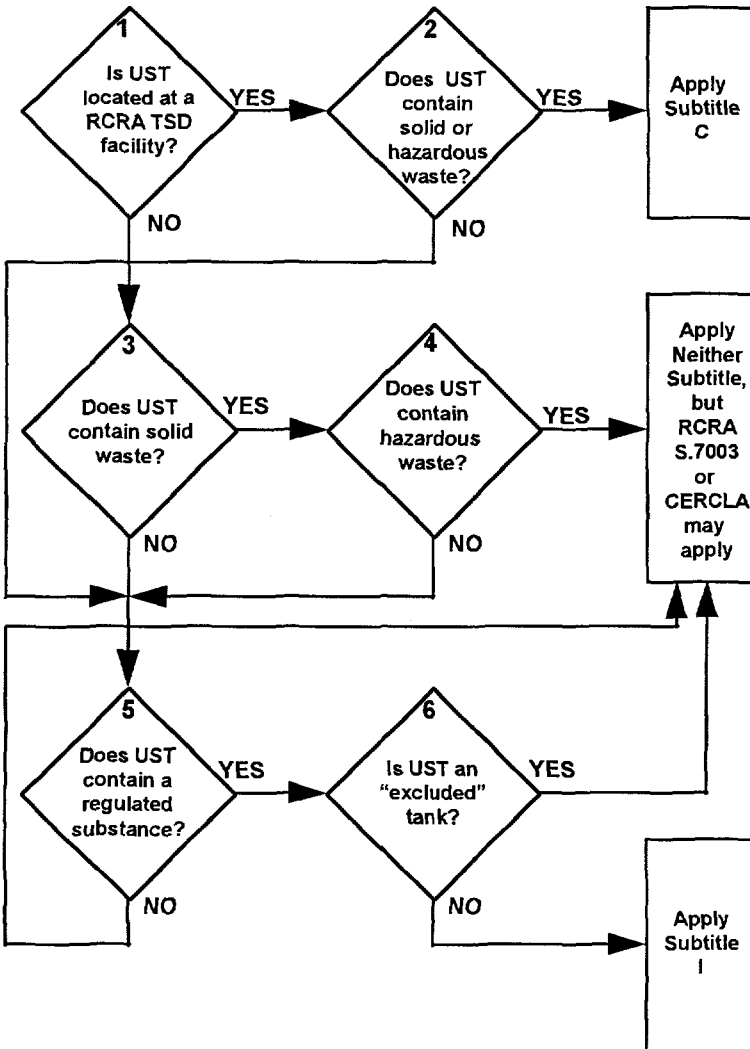 1
Is UST
located at a
RCRA TSD
facility?
YES
NO
2
Does UST
contain
solid or
hazardous
waste?
YES
NO
Apply
Subtitle
C
3
Does UST
contain solid
waste?
YES
NO
4
Does UST
contain
hazardous
waste?
YES
NO
Apply
Neither
Subtitle,
but
RCRA
S.7003
or
CERCLA
may
apply
5
Does UST
contain a
regulated
substance?
YES
NO
6
Is UST an
“excluded”
tank?
YES
NO
Apply
Subtitle
I